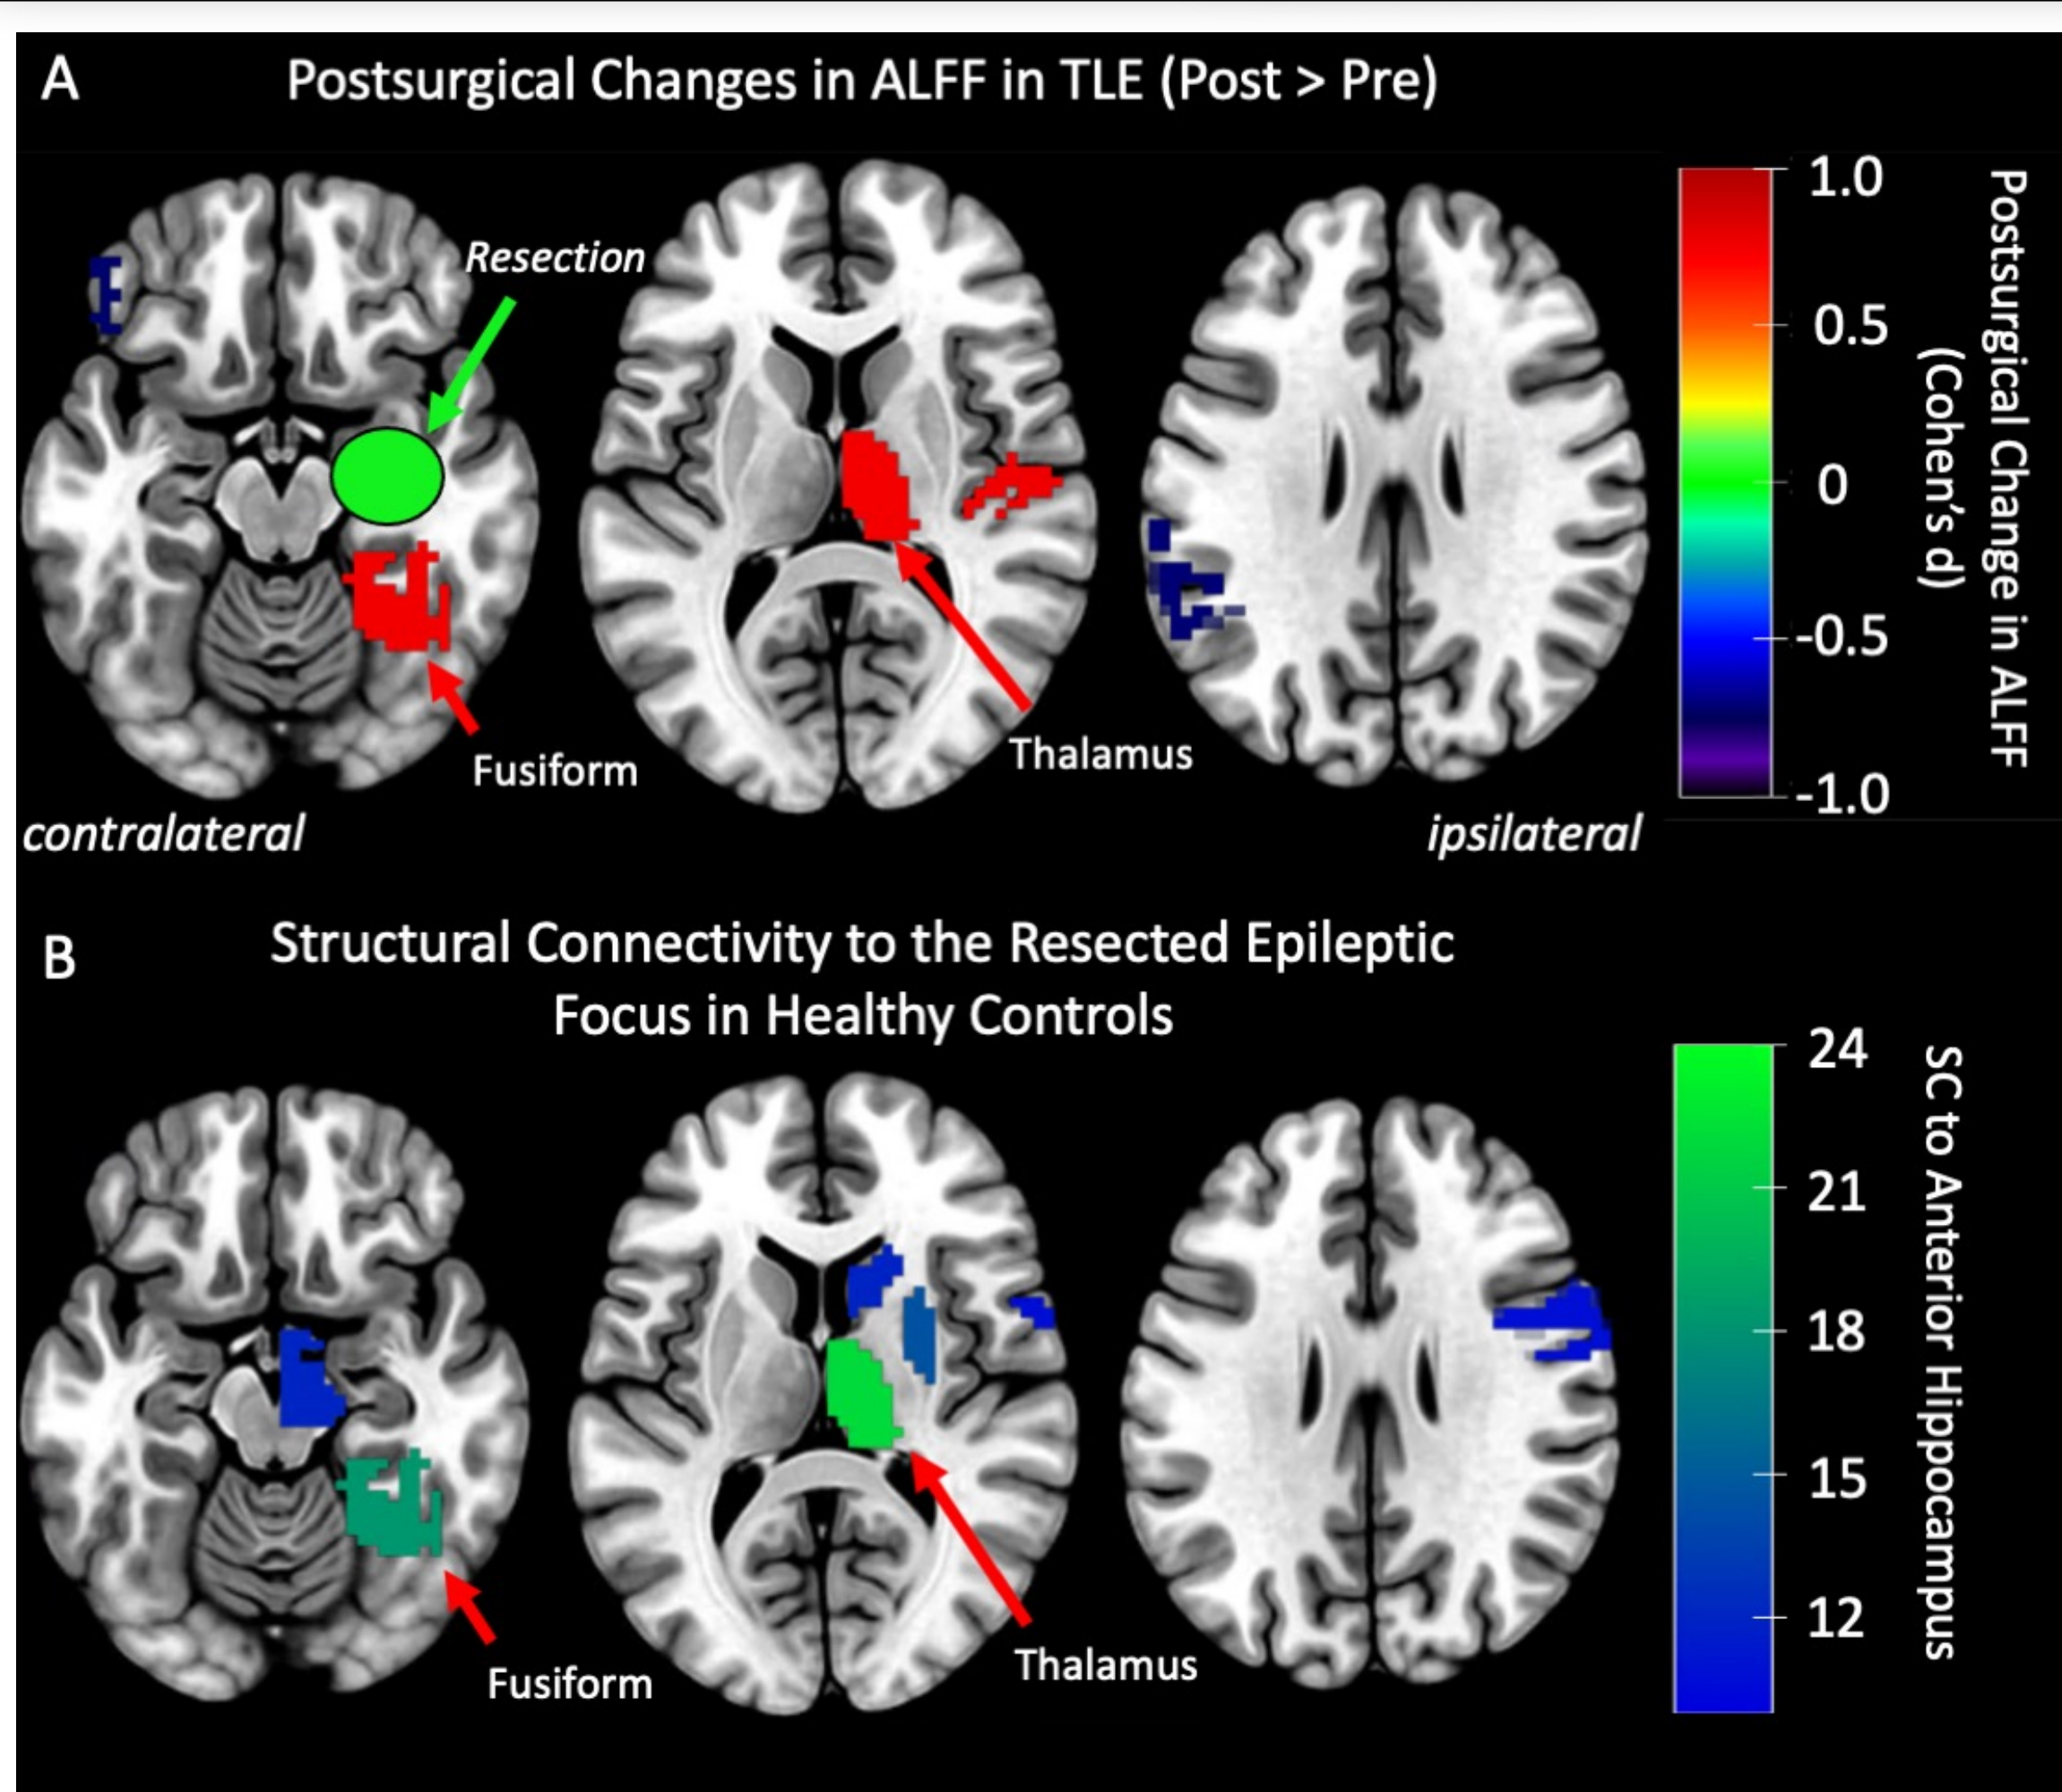 A
Postsurgical Changes in ALFF in TLE (Post > Pre)
Resection
Fusiform
Thalamus
contralateral
ipsilateral
1.0
0.5
0
-0.5
-1.0
Postsurgical Change in ALFF
(Cohen's d)
B
Structural Connectivity to the Resected Epileptic
Focus in Healthy Controls
Fusiform
Thalamus
24
21
18
15
12
SC to Anterior Hippocampus